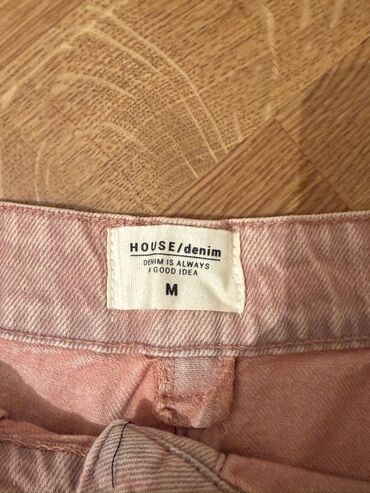 HOUSE/denim
DENIM IS ALWAYS
A GOOD IDEA
M